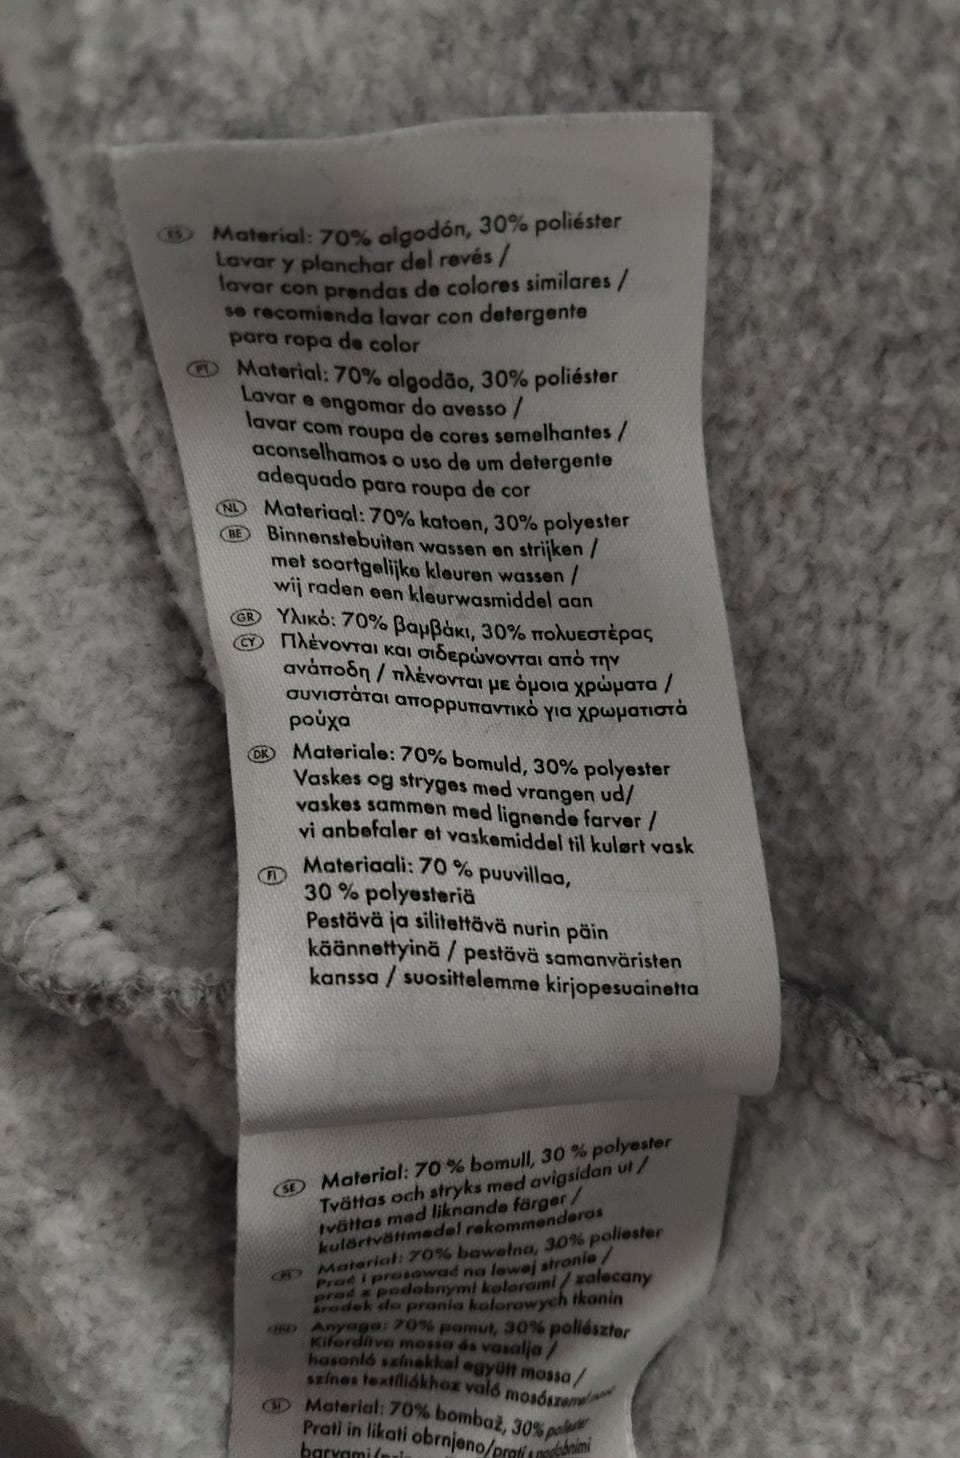 ES Material: 70% algodón, 30% poliéster
Lavar y planchar del revés /
lavar con prendas de colores similares /
se recomienda lavar con detergente
para ropa de color
PT Material: 70% algodão, 30% poliéster
Lavar e engomar do avesso /
lavar com roupa de cores semelhantes /
aconselhamos o uso de um detergente
adequado para roupa de cor
NL Materiaal: 70% katoen, 30% polyester
BE Binnenstebuiten wassen en strijken /
met soortgelijke kleuren wassen /
wij raden een kleurwasmiddel aan
GR Υλικό: 70% βαμβάκι, 30% πολυεστέρας
CY Πλένονται και σιδερώνονται από την
ανάποδη / πλένονται με όμοια χρώματα /
συνιστάται απορρυπαντικό για χρωματιστά
ρούχα
DK Materiale: 70% bomuld, 30% polyester
Vaskes og stryges med vrangen ud/
vaskes sammen med lignende farver /
vi anbefaler et vaskemiddel til kulørt vask
FI Materiaali: 70 % puuvillaa,
30 % polyesteriä
Pestävä ja silitettävä nurin päin
käännettyinä / pestävä samanväristen
kanssa / suosittelemme kirjopesuainetta
SE Material: 70 % bomull, 30 % polyester
Tvättas och stryks med avigsidan ut /
tvättas med liknande färger /
kulörtvättmedel rekommenderas
PL Materiał: 70% bawełna, 30% poliester
Prać i prasować na lewej stronie /
prać z podobnymi kolorami / zalecany
środek do prania kolorowych tkanin
HU Anyaga: 70% pamut, 30% poliészter
Kifordítva mossa és vasalja /
hasonló színekkel együtt mossa /
színes textíliákhoz való
SI Material: 70% bombaž, 30% poliester
Prati in likati obrnjeno/prati s podobnimi
barvami/